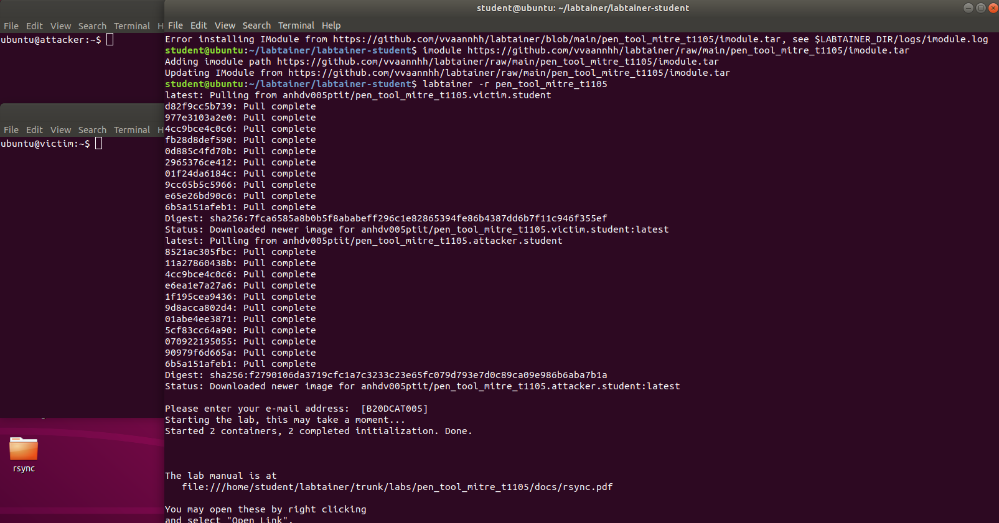 student@ubuntu: ~/labtainer/labtainer-student
File Edit View Search Terminal H
ubuntu@attacker:~$
File Edit View Search Terminal H
ubuntu@victim:~$
rsync
File Edit View Search Terminal Help
Error installing IModule from https://github.com/vvaannhh/labtainer/blob/main/pen_tool_mitre_t1105/imodule.tar, see $LABTAINER_DIR/logs/imodule.log
student@ubuntu:~/labtainer/labtainer-student$ imodule https://github.com/vvaannhh/labtainer/raw/main/pen_tool_mitre_t1105/imodule.tar
Adding imodule path https://github.com/vvaannhh/labtainer/raw/main/pen_tool_mitre_t1105/imodule.tar
Updating IModule from https://github.com/vvaannhh/labtainer/raw/main/pen_tool_mitre_t1105/imodule.tar
student@ubuntu:~/labtainer/labtainer-student$ labtainer -r pen_tool_mitre_t1105
latest: Pulling from anhdv005ptit/pen_tool_mitre_t1105.victim.student
d82f9cc5b739: Pull complete
977e3103a2e0: Pull complete
4cc9bce4c0c6: Pull complete
fb28d8def590: Pull complete
0d885c4fd70b: Pull complete
2965376ce412: Pull complete
01f24da6184c: Pull complete
9cc65b5c5966: Pull complete
e65e26bd90c6: Pull complete
6b5a151afeb1: Pull complete
Digest: sha256:7fca6585a8b0b5f8ababeff296c1e82865394fe86b4387dd6b7f11c946f355ef
Status: Downloaded newer image for anhdv005ptit/pen_tool_mitre_t1105.victim.student:latest
latest: Pulling from anhdv005ptit/pen_tool_mitre_t1105.attacker.student
8521ac305fbc: Pull complete
11a27860438b: Pull complete
4cc9bce4c0c6: Pull complete
e6ea1e7a27a6: Pull complete
1f195cea9436: Pull complete
9d8acca802d4: Pull complete
01abe4ee3871: Pull complete
5cf83cc64a90: Pull complete
070922195055: Pull complete
90979f6d665a: Pull complete
6b5a151afeb1: Pull complete
Digest: sha256:f2790106da3719cfc1a7c3233c23e65fc079d793e7d0c89ca09e986b6aba7b1a
Status: Downloaded newer image for anhdv005ptit/pen_tool_mitre_t1105.attacker.student:latest
Please enter your e-mail address:  [B20DCAT005]
Starting the lab, this may take a moment...
Started 2 containers, 2 completed initialization. Done.
The lab manual is at
file:///home/student/labtainer/trunk/labs/pen_tool_mitre_t1105/docs/rsync.pdf
You may open these by right clicking
and select "Open Link".